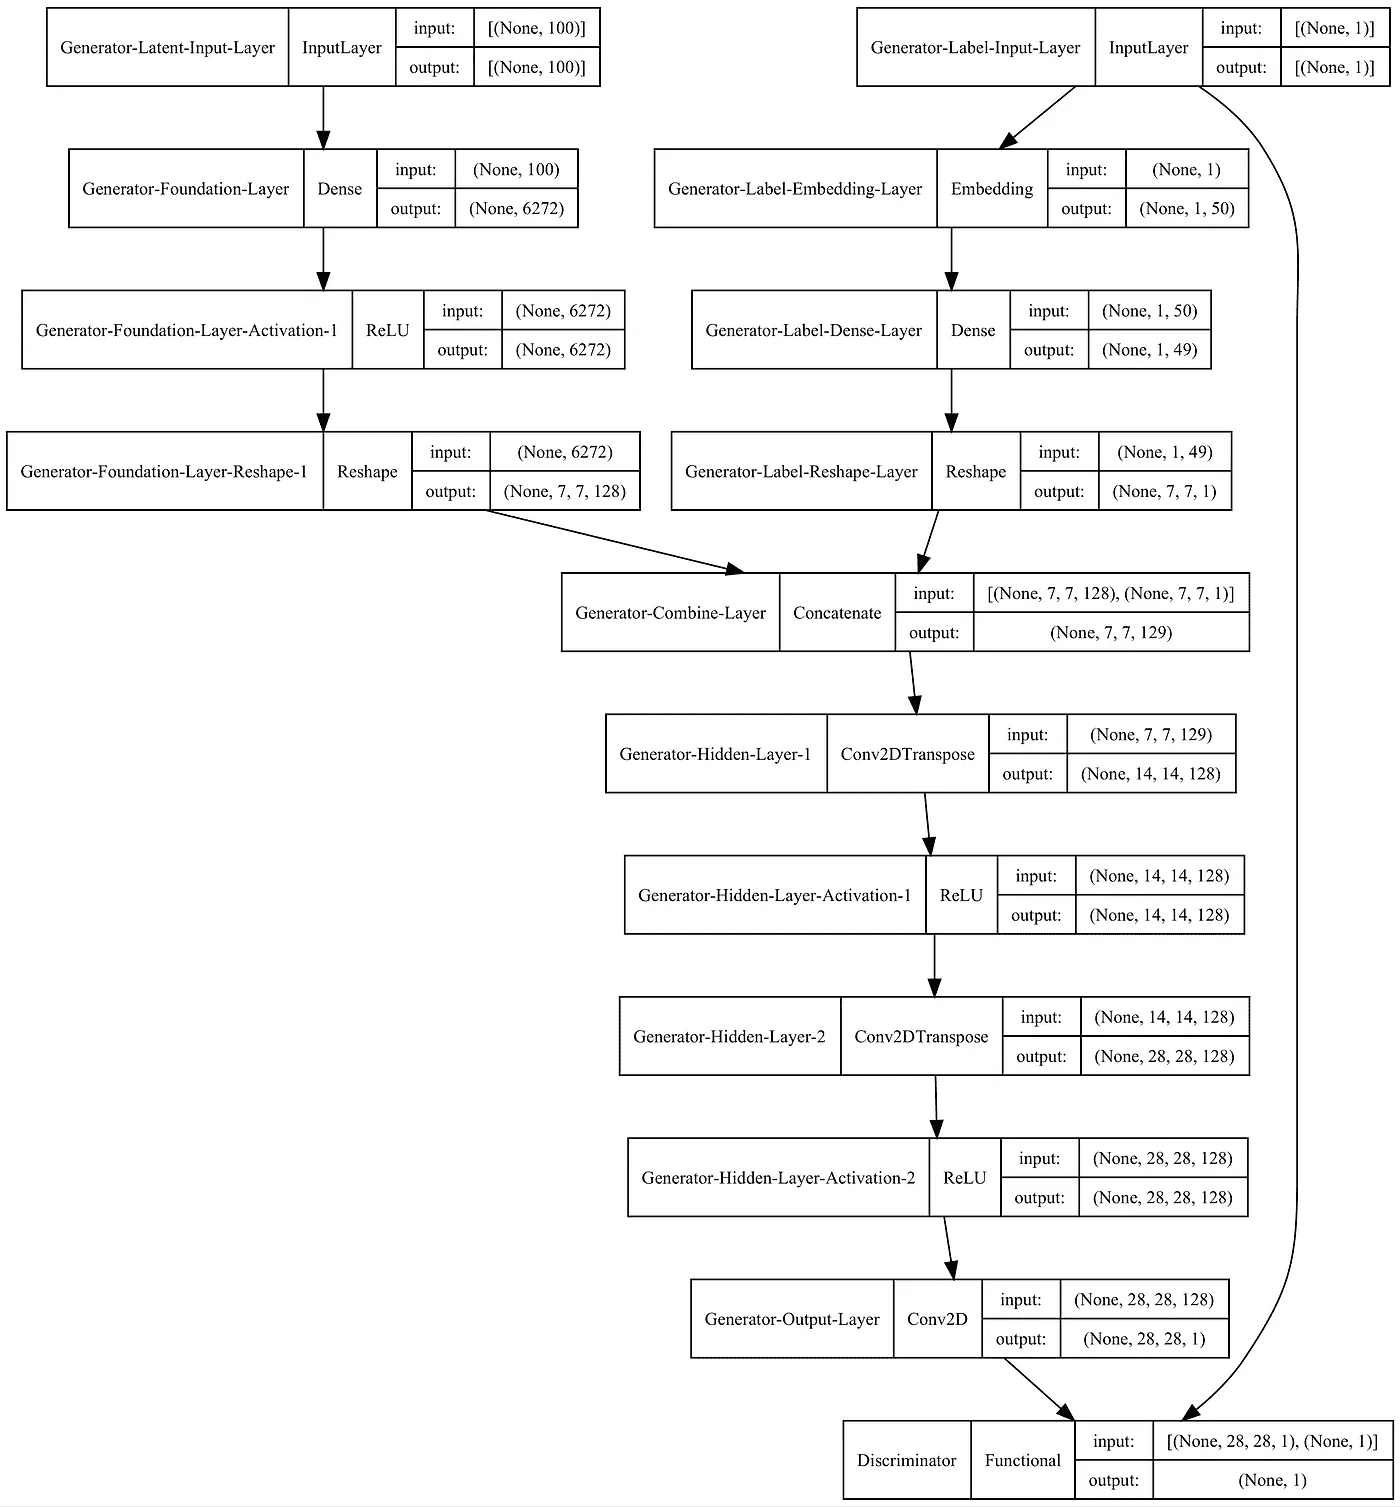 Generator-Latent-Input-Layer InputLayer input: [(None, 100)]
output: [(None, 100)]
Generator-Label-Input-Layer InputLayer input: [(None, 1)]
output: [(None, 1)]
Generator-Foundation-Layer Dense input: (None, 100)
output: (None, 6272)
Generator-Label-Embedding-Layer Embedding input: (None, 1)
output: (None, 1, 50)
Generator-Foundation-Layer-Activation-1 ReLU input: (None, 6272)
output: (None, 6272)
Generator-Label-Dense-Layer Dense input: (None, 1, 50)
output: (None, 1, 49)
Generator-Foundation-Layer-Reshape-1 Reshape input: (None, 6272)
output: (None, 7, 7, 128)
Generator-Label-Reshape-Layer Reshape input: (None, 1, 49)
output: (None, 7, 7, 1)
Generator-Combine-Layer Concatenate input: [(None, 7, 7, 128), (None, 7, 7, 1)]
output: (None, 7, 7, 129)
Generator-Hidden-Layer-1 Conv2DTranspose input: (None, 7, 7, 129)
output: (None, 14, 14, 128)
Generator-Hidden-Layer-Activation-1 ReLU input: (None, 14, 14, 128)
output: (None, 14, 14, 128)
Generator-Hidden-Layer-2 Conv2DTranspose input: (None, 14, 14, 128)
output: (None, 28, 28, 128)
Generator-Hidden-Layer-Activation-2 ReLU input: (None, 28, 28, 128)
output: (None, 28, 28, 128)
Generator-Output-Layer Conv2D input: (None, 28, 28, 128)
output: (None, 28, 28, 1)
Discriminator Functional input: [(None, 28, 28, 1), (None, 1)]
output: (None, 1)